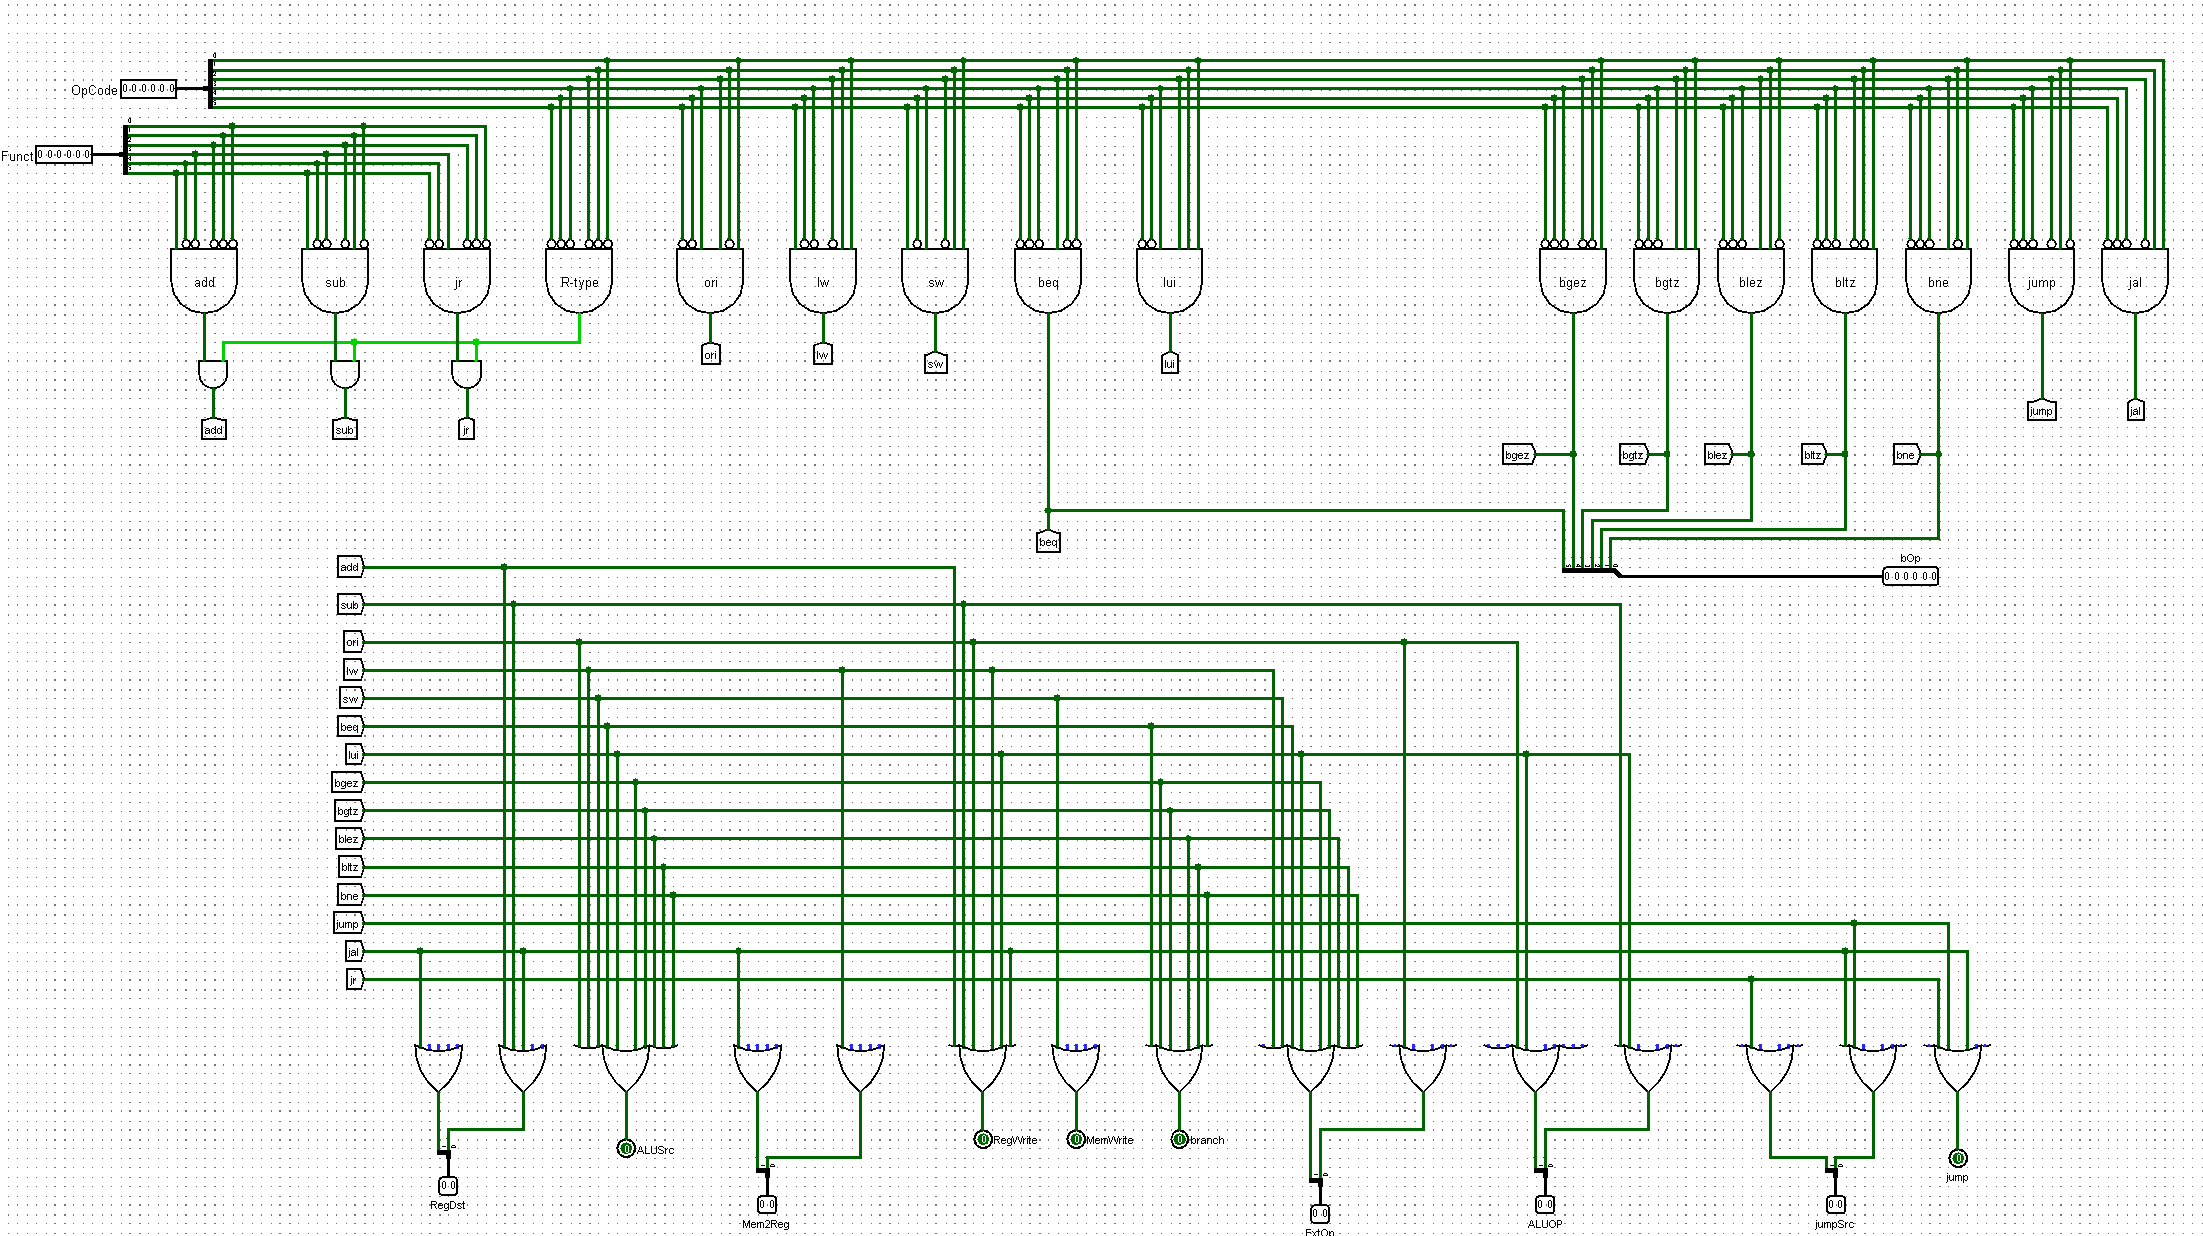 OpCode 0 0 0 0 0 0
Funct 0 0 0 0 0 0
add sub jr R-type ori lw sw beq lui bgez bgtz blez bltz bne jump jal
ori lw sw lui
add sub jr
jump jal
bgez bgtz blez bltz bne
beq
bOp
0 0 0 0 0 0
add
sub
ori
lw
sw
beq
lui
bgez
bgtz
blez
bltz
bne
jump
jal
jr
0 RegWrite 0 MemWrite 0 branch
0 ALUSrc
0
jump
0 0
RegDst
0 0
Mem2Reg
0 0
ExtOp
0 0
ALUOP
0 0
jumpSrc